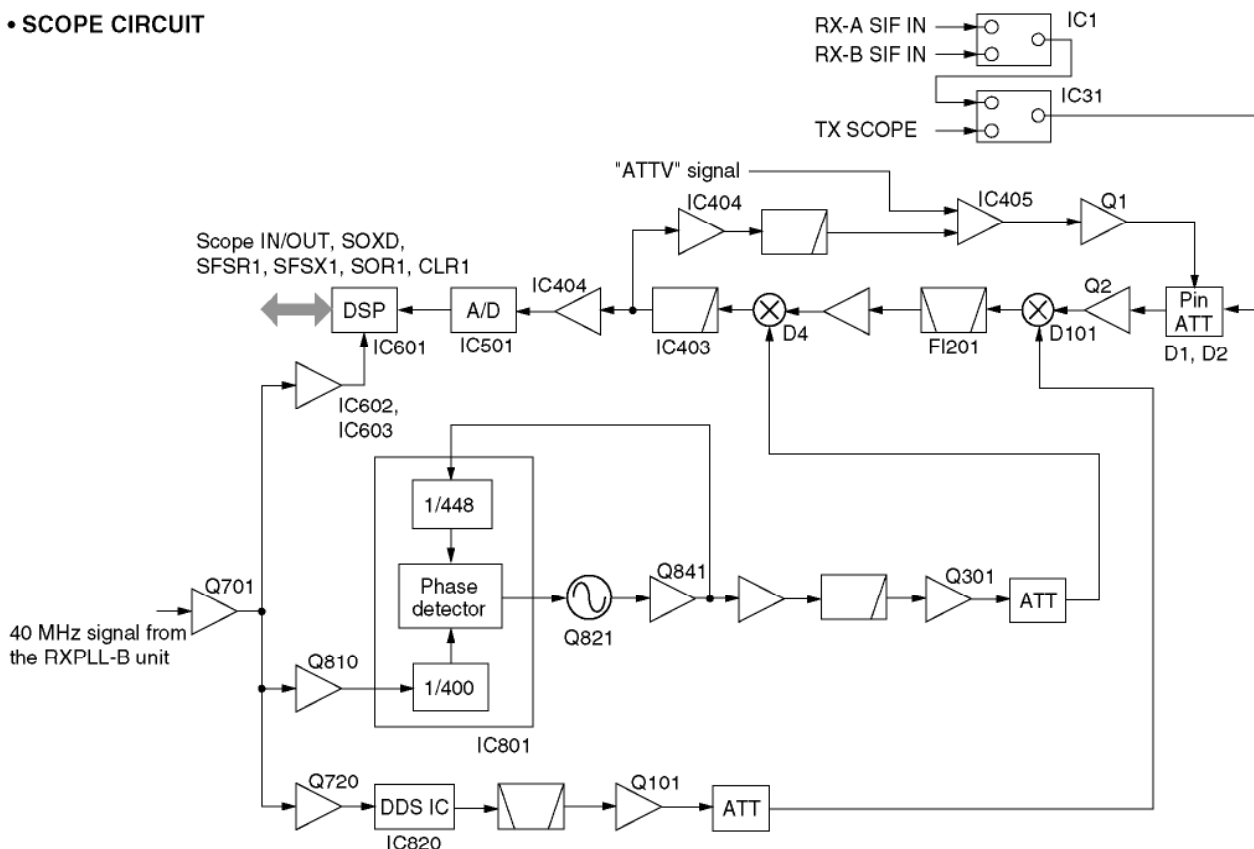 • SCOPE CIRCUIT
RX-A SIF IN
IC1
RX-B SIF IN
IC31
TX SCOPE
"ATTV" signal
IC404
IC405
Q1
Scope IN/OUT, SOXD,
SFSR1, SFSX1, SOR1, CLR1
IC404
Q2
DSP
A/D
Pin
ATT
IC601
IC501
IC403
D4
FI201
D101
D1, D2
IC602,
IC603
1/448
Q701
Phase
detector
Q841
Q301
ATT
Q821
40 MHz signal from
the RXPLL-B unit
Q810
1/400
IC801
Q720
DDS IC
Q101
ATT
IC820